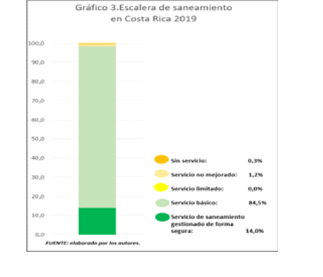 Gráfico 3.Escalera de saneamiento
en Costa Rica 2019
100,0
90,0
80,0
70,0
60,0
50,0
40,0
30,0
20,0
10,0
0,0
Sin servicio: 0,3%
Servicio no mejorado: 1,2%
Servicio limitado: 0,0%
Servicio básico: 84,5%
Servicio de saneamiento
gestionado de forma
segura: 14,0%
FUENTE: elaborado por los autores.